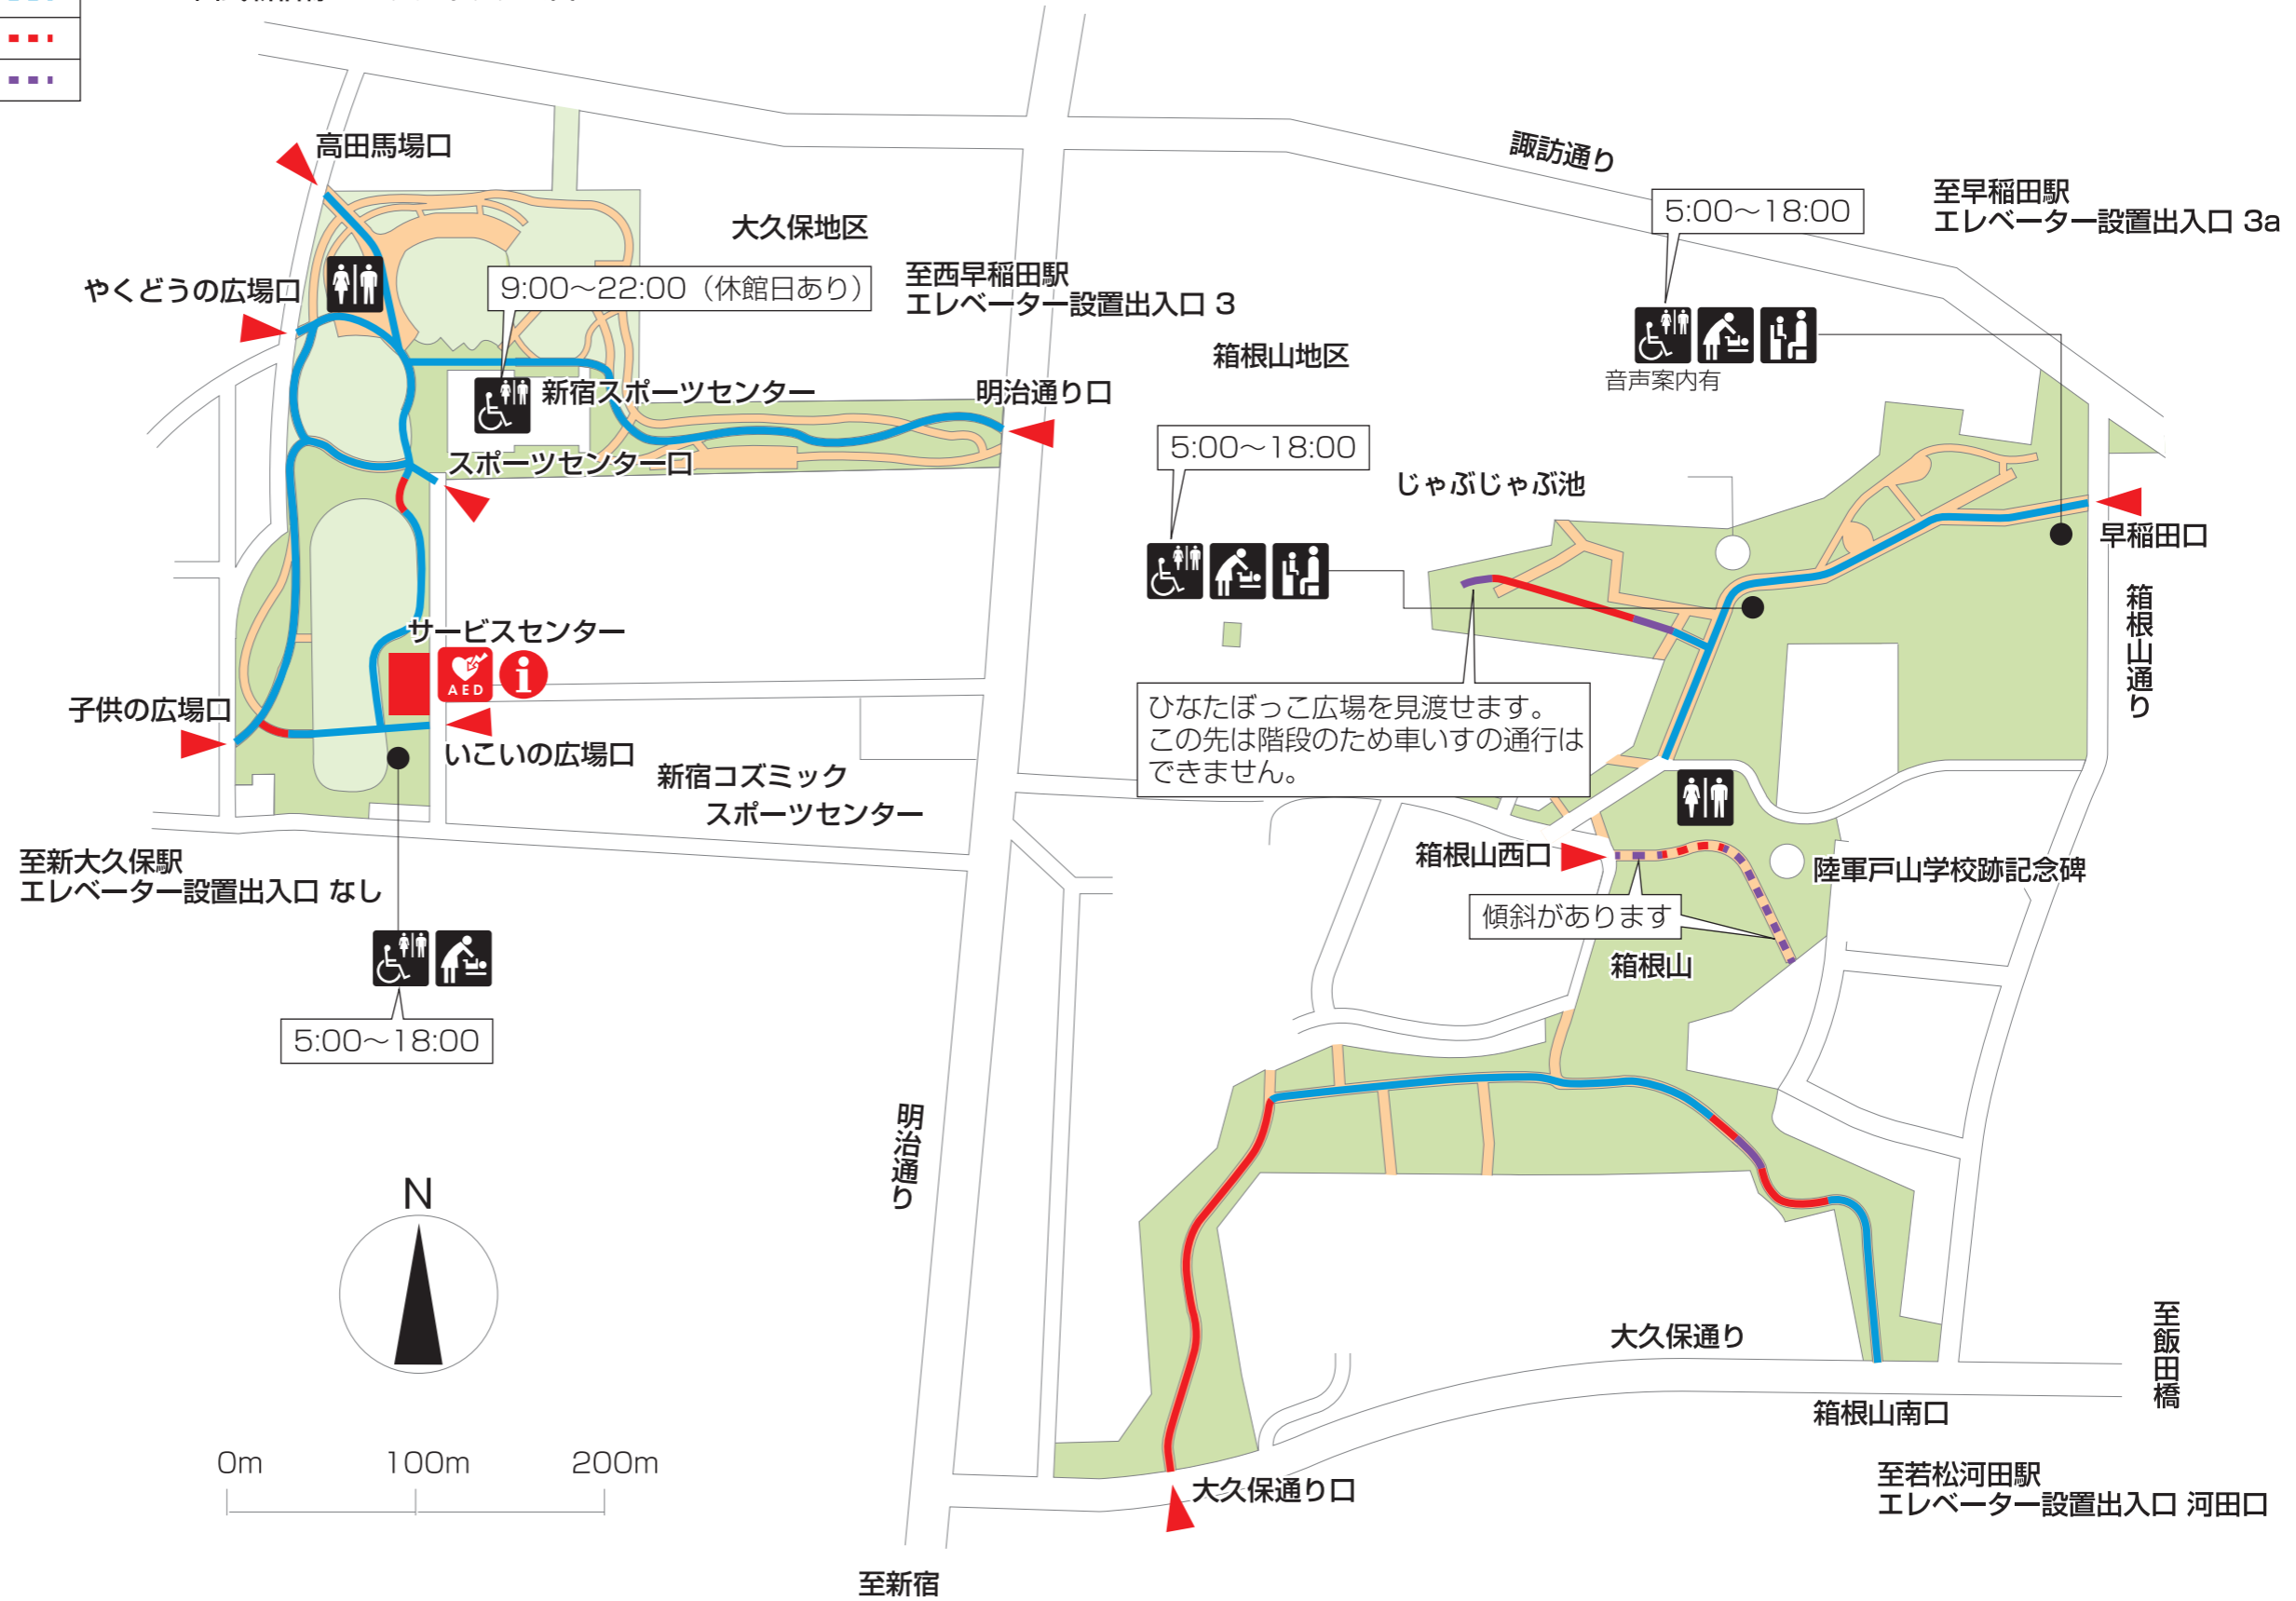 高田馬場口
諏訪通り
至早稲田駅
エレベーター設置出入口 3a
5:00～18:00
大久保地区
やくどうの広場口
9:00～22:00（休館日あり）
至西早稲田駅
エレベーター設置出入口 3
箱根山地区
音声案内有
新宿スポーツセンター
明治通り口
5:00～18:00
スポーツセンター口
じゃぶじゃぶ池
早稲田口
箱根山通り
サービスセンター
AED
i
子供の広場口
いこいの広場口
ひなたぼっこ広場を見渡せます。
この先は階段のため車いすの通行は
できません。
新宿コズミック
スポーツセンター
至新大久保駅
エレベーター設置出入口 なし
箱根山西口
陸軍戸山学校跡記念碑
傾斜があります
箱根山
5:00～18:00
明治通り
N
大久保通り
至飯田橋
箱根山南口
0m 100m 200m
至若松河田駅
エレベーター設置出入口 河田口
大久保通り口
至新宿